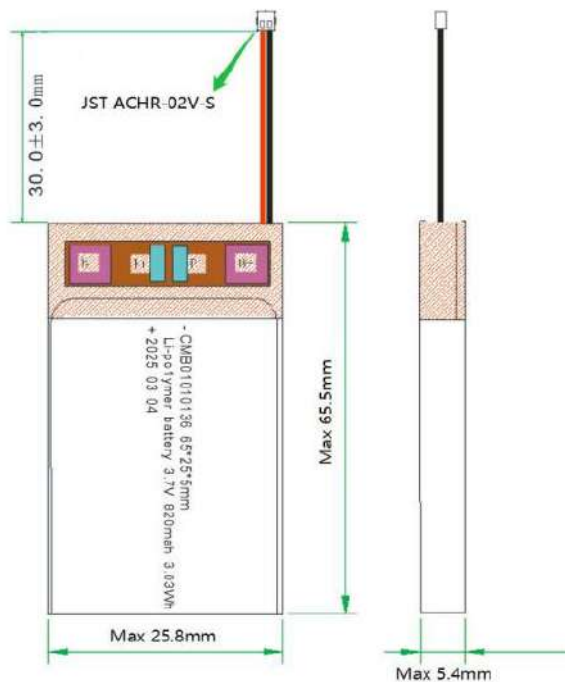 JST ACHR-02V-S
30.0±3.0mm
B-
P-
- CMB01010136 65*25*5mm
Li-polymer battery 3.7V 820mah 3.03Wh
+ 2025 03 04
Max 65.5mm
Max 25.8mm
Max 5.4mm